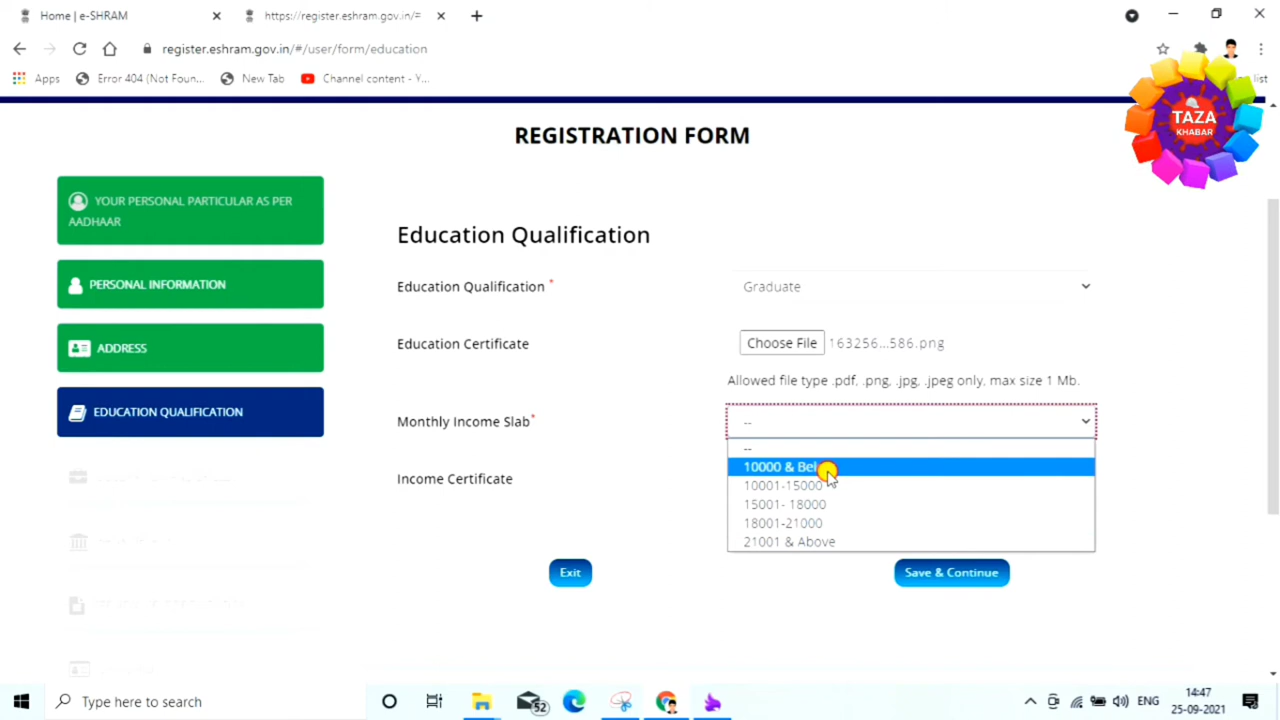 Home | e-SHRAM
https://register.eshram.gov.in/#
register.eshram.gov.in/#/user/form/education
Apps
Error 404 (Not Foun...
New Tab
Channel content - Y...
list
TAZA
KHABAR
REGISTRATION FORM
YOUR PERSONAL PARTICULAR AS PER
AADHAAR
PERSONAL INFORMATION
ADDRESS
EDUCATION QUALIFICATION
Education Qualification
Education Qualification *
Graduate
Education Certificate
Choose File 163256...586.png
Allowed file type .pdf, .png, .jpg, .jpeg only, max size 1 Mb.
Monthly Income Slab*
--
--
10000 & Bel
10001-15000
15001- 18000
18001-21000
21001 & Above
Income Certificate
Exit
Save & Continue
Type here to search
52
ENG
14:47
25-09-2021